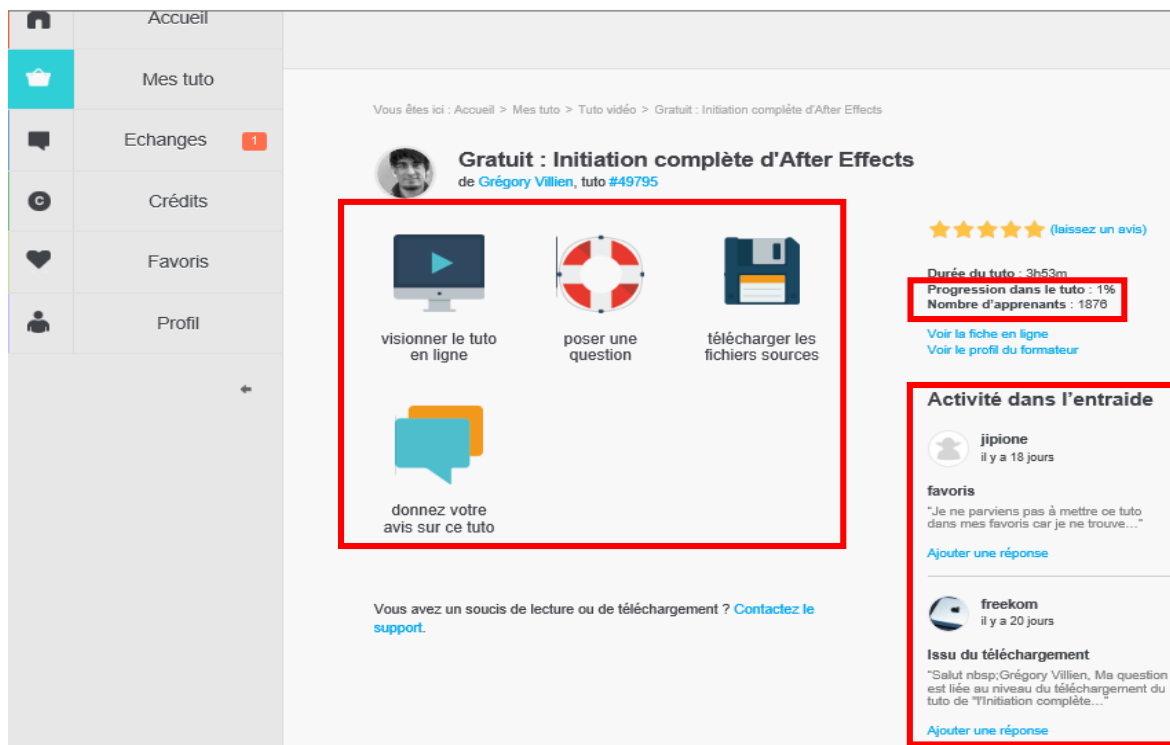 Accueil
Mes tuto
Echanges
1
Crédits
Favoris
Profil
Vous êtes ici : Accueil > Mes tuto > Tuto vidéo > Gratuit : Initiation complète d'After Effects
Gratuit : Initiation complète d'After Effects
de Grégory Villien, tuto #49795
visionner le tuto
en ligne
poser une
question
télécharger les
fichiers sources
donnez votre
avis sur ce tuto
Vous avez un soucis de lecture ou de téléchargement ? Contactez le
support.
(laissez un avis)
Durée du tuto : 3h53m
Progression dans le tuto : 1%
Nombre d'apprenants : 1876
Voir la fiche en ligne
Voir le profil du formateur
Activité dans l'entraide
jipione
il y a 18 jours
favoris
"Je ne parviens pas à mettre ce tuto
dans mes favoris car je ne trouve..."
Ajouter une réponse
freekom
il y a 20 jours
Issu du téléchargement
"Salut nbsp;Grégory Villien, Ma question
est liée au niveau du téléchargement du
tuto de "l'Initiation complète..."
Ajouter une réponse